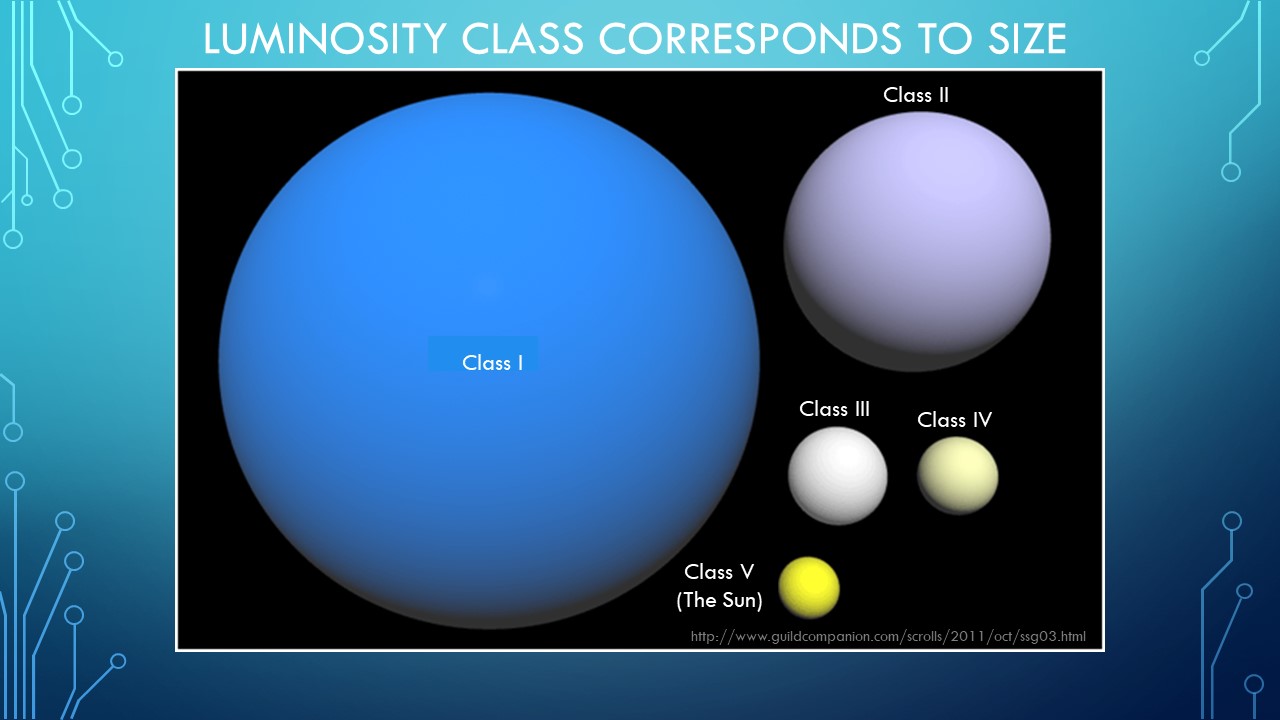 LUMINOSITY CLASS CORRESPONDS TO SIZE
Class II
Class I
Class III
Class IV
Class V
(The Sun)
http://www.guildcompanion.com/scrolls/2011/oct/ssg03.html